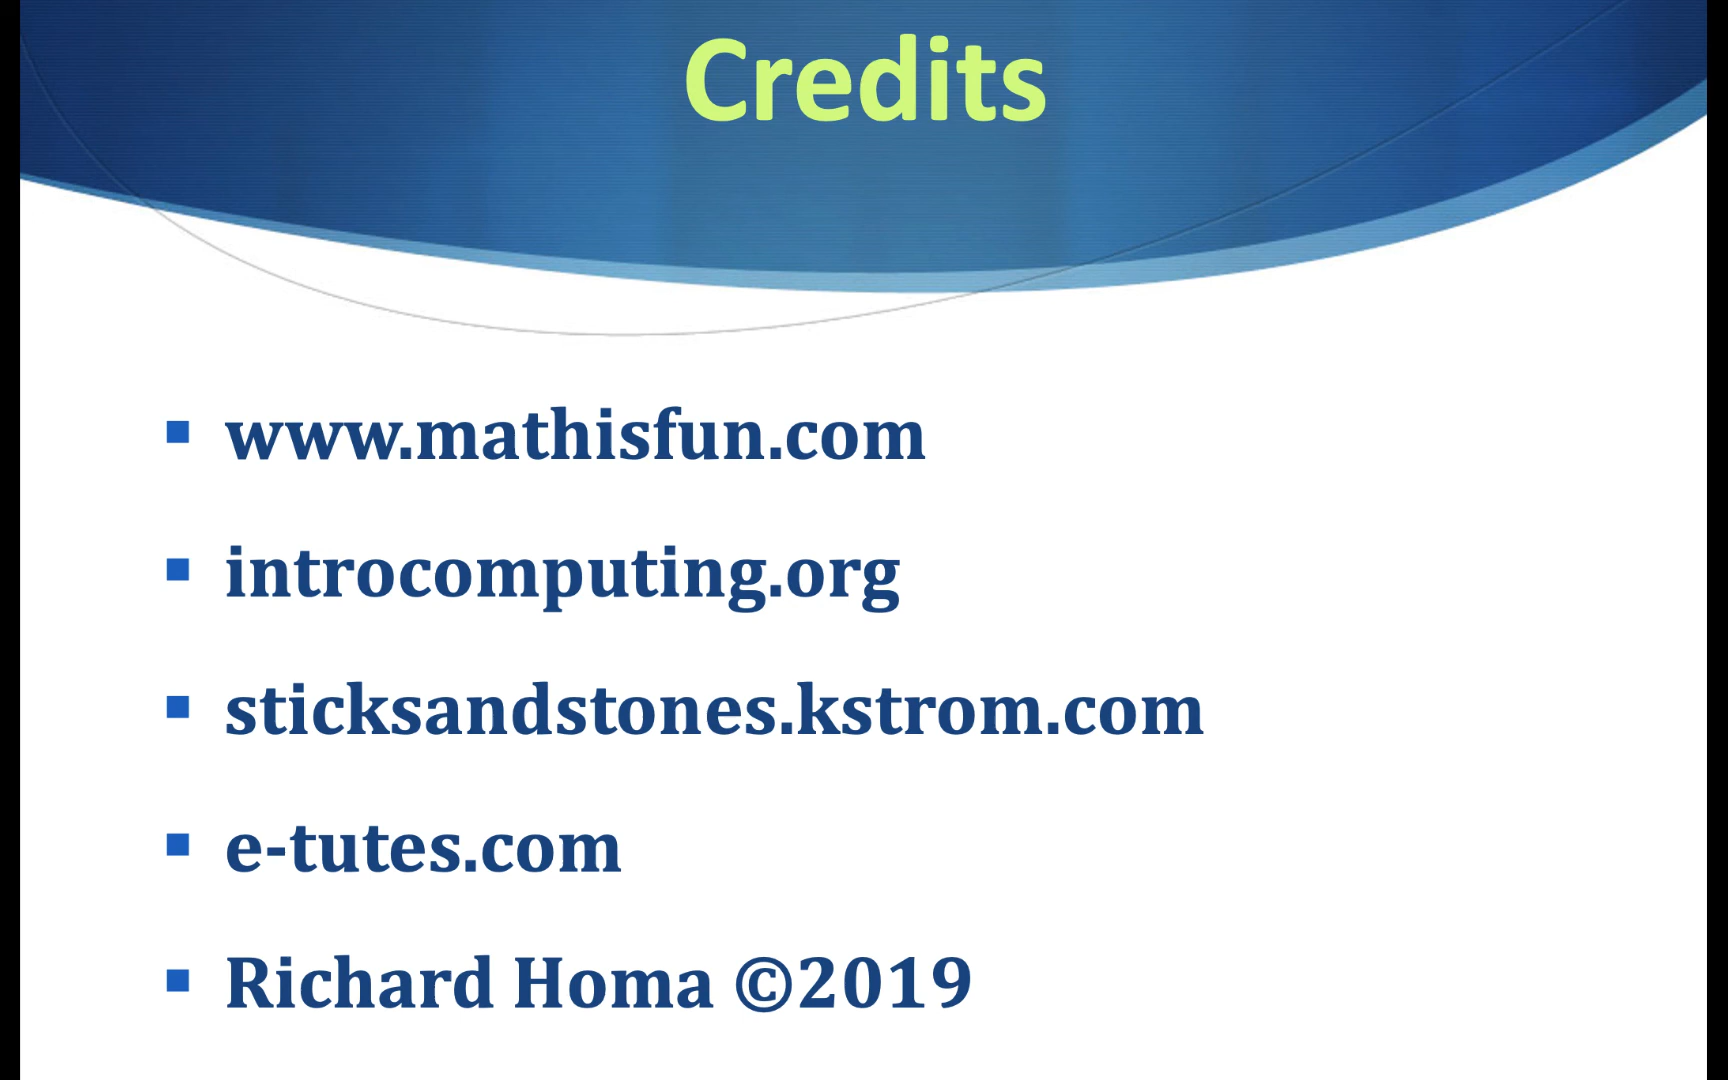 Credits
www.mathisfun.com
introcomputing.org
sticksandstones.kstrom.com
e-tutes.com
Richard Homa ©2019